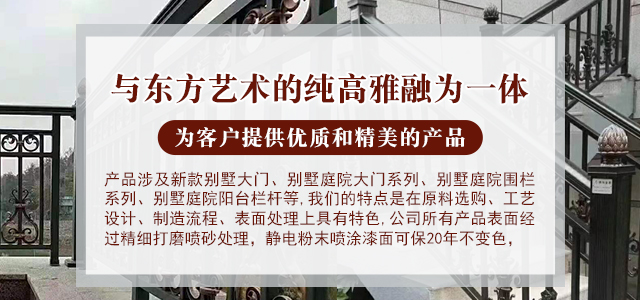 与东方艺术的纯高雅融为一体
为客户提供优质和精美的产品
产品涉及新款别墅大门、别墅庭院大门系列、别墅庭院围栏
系列、别墅庭院阳台栏杆等,我们的特点是在原料选购、工艺
设计、制造流程、表面处理上具有特色,公司所有产品表面经
过精细打磨喷砂处理，静电粉末喷涂漆面可保20年不变色，